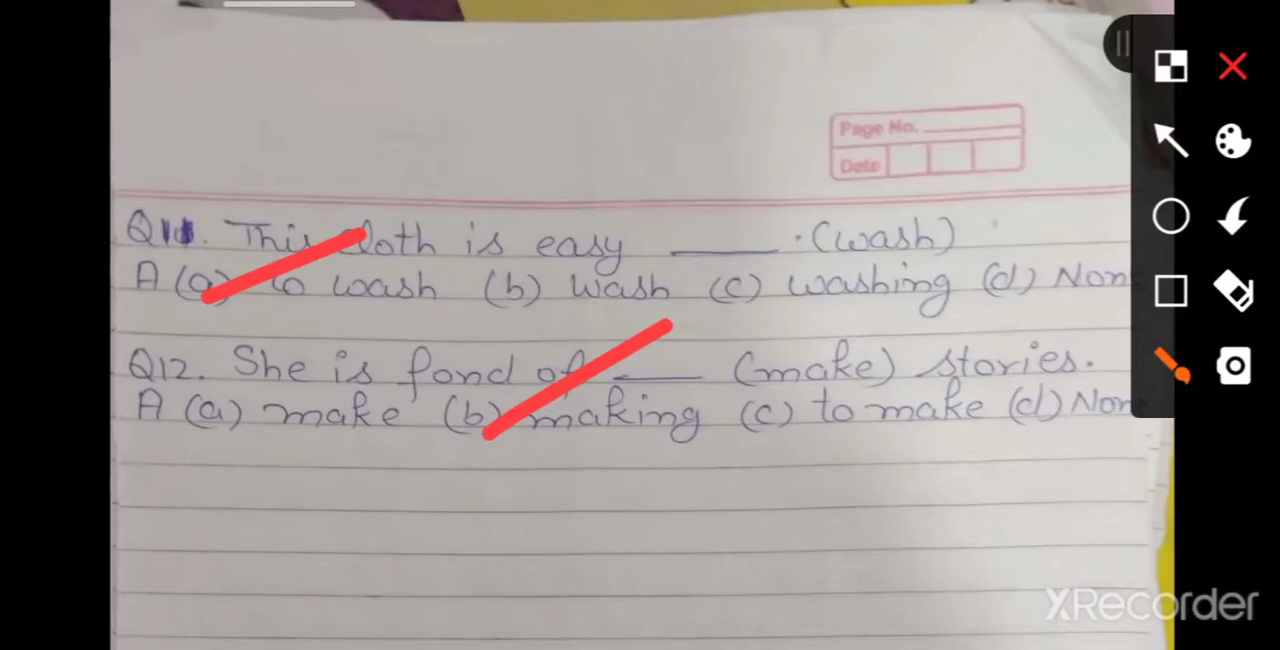 Page No.
Date
Q11. This cloth is easy ____. (wash)
A (a) to wash (b) wash (c) washing (d) Non
Q12. She is fond of ____ (make) stories.
A (a) make (b) making (c) to make (d) Non
XRecorder